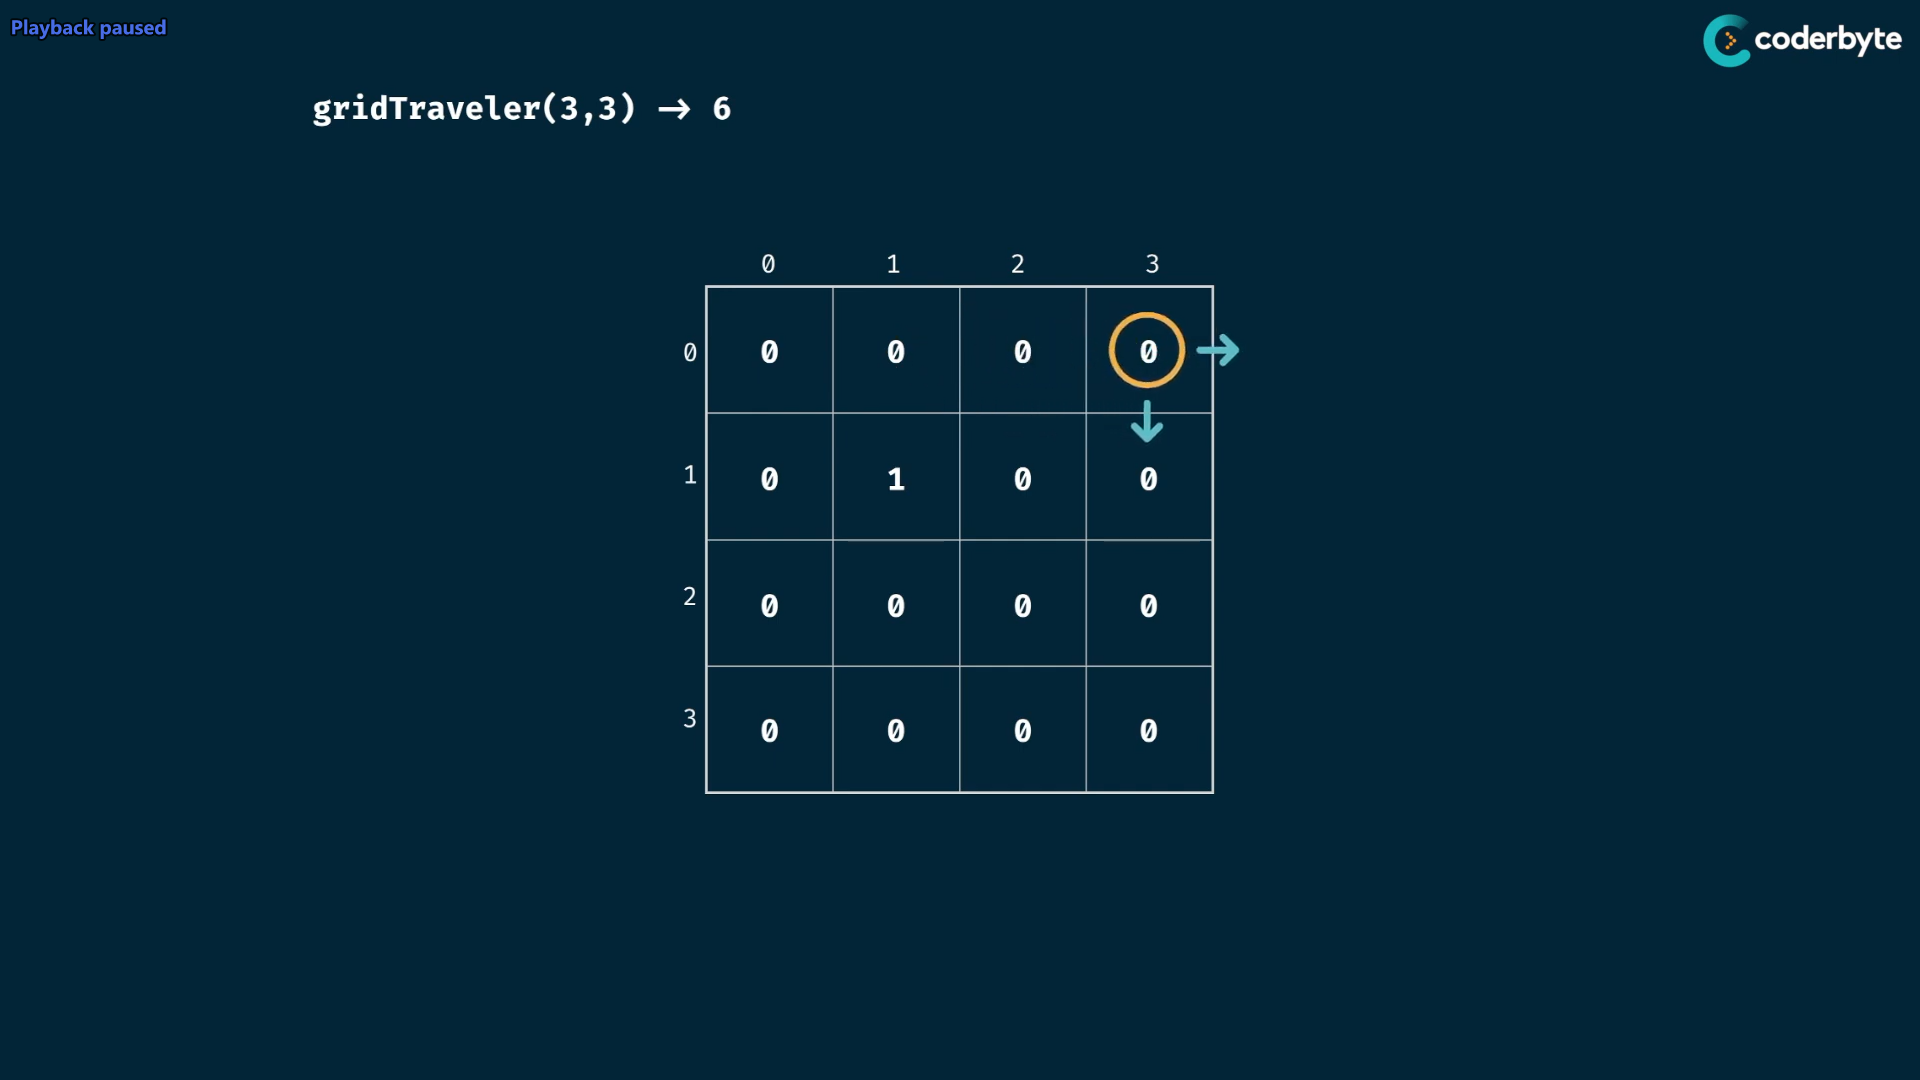 Playback paused
coderbyte
gridTraveler(3,3) → 6
0 1 2 3
0 0 0 0 0
1 0 1 0 0
2 0 0 0 0
3 0 0 0 0